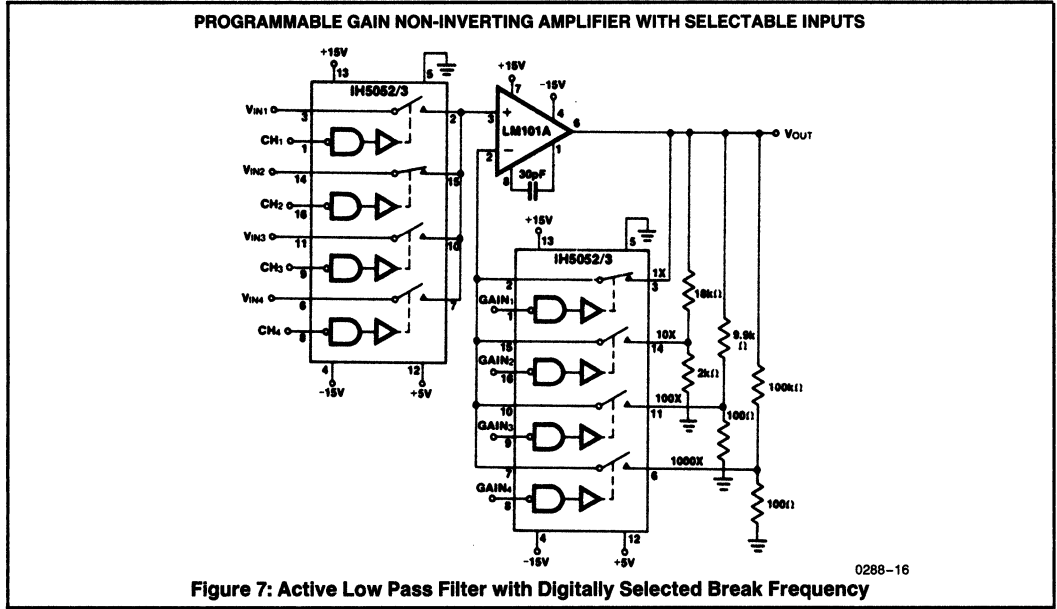 PROGRAMMABLE GAIN NON-INVERTING AMPLIFIER WITH SELECTABLE INPUTS
+15V
13
5
IH5052/3
VIN1
3
2
CH1
1
VIN2
14
15
CH2
16
VIN3
11
10
CH3
9
VIN4
6
7
CH4
8
4
-15V
12
+5V
+15V
7
-15V
4
3
+
LM101A
6
2
−
1
8
30pF
VOUT
+15V
13
5
IH5052/3
2
1X
3
GAIN1
1
18kΩ
15
10X
14
GAIN2
16
2kΩ
9.9k
Ω
100kΩ
10
100X
11
GAIN3
9
100Ω
7
1000X
6
GAIN4
8
100Ω
4
-15V
12
+5V
0288-16
Figure 7: Active Low Pass Filter with Digitally Selected Break Frequency